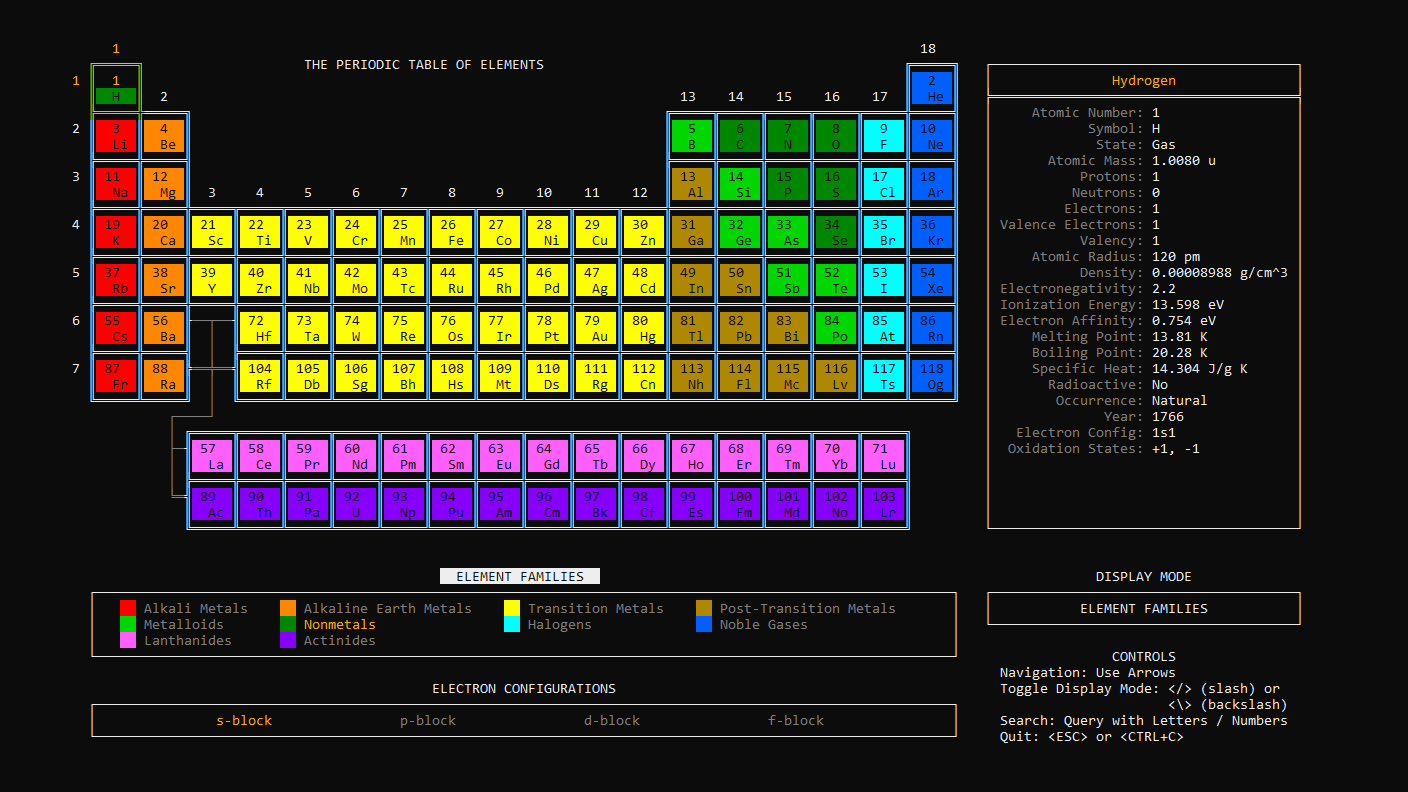 1 18
THE PERIODIC TABLE OF ELEMENTS
1 1 2
H 2 13 14 15 16 17 He
2 3 4 5 6 7 8 9 10
Li Be B C N O F Ne
3 11 12 13 14 15 16 17 18
Na Mg 3 4 5 6 7 8 9 10 11 12 Al Si P S Cl Ar
4 19 20 21 22 23 24 25 26 27 28 29 30 31 32 33 34 35 36
K Ca Sc Ti V Cr Mn Fe Co Ni Cu Zn Ga Ge As Se Br Kr
5 37 38 39 40 41 42 43 44 45 46 47 48 49 50 51 52 53 54
Rb Sr Y Zr Nb Mo Tc Ru Rh Pd Ag Cd In Sn Sb Te I Xe
6 55 56 72 73 74 75 76 77 78 79 80 81 82 83 84 85 86
Cs Ba Hf Ta W Re Os Ir Pt Au Hg Tl Pb Bi Po At Rn
7 87 88 104 105 106 107 108 109 110 111 112 113 114 115 116 117 118
Fr Ra Rf Db Sg Bh Hs Mt Ds Rg Cn Nh Fl Mc Lv Ts Og
57 58 59 60 61 62 63 64 65 66 67 68 69 70 71
La Ce Pr Nd Pm Sm Eu Gd Tb Dy Ho Er Tm Yb Lu
89 90 91 92 93 94 95 96 97 98 99 100 101 102 103
Ac Th Pa U Np Pu Am Cm Bk Cf Es Fm Md No Lr
Hydrogen
Atomic Number: 1
Symbol: H
State: Gas
Atomic Mass: 1.0080 u
Protons: 1
Neutrons: 0
Electrons: 1
Valence Electrons: 1
Valency: 1
Atomic Radius: 120 pm
Density: 0.00008988 g/cm^3
Electronegativity: 2.2
Ionization Energy: 13.598 eV
Electron Affinity: 0.754 eV
Melting Point: 13.81 K
Boiling Point: 20.28 K
Specific Heat: 14.304 J/g K
Radioactive: No
Occurrence: Natural
Year: 1766
Electron Config: 1s1
Oxidation States: +1, -1
ELEMENT FAMILIES
Alkali Metals Alkaline Earth Metals Transition Metals Post-Transition Metals
Metalloids Nonmetals Halogens Noble Gases
Lanthanides Actinides
ELECTRON CONFIGURATIONS
s-block p-block d-block f-block
DISPLAY MODE
ELEMENT FAMILIES
CONTROLS
Navigation: Use Arrows
Toggle Display Mode: </> (slash) or
<\> (backslash)
Search: Query with Letters / Numbers
Quit: <ESC> or <CTRL+C>